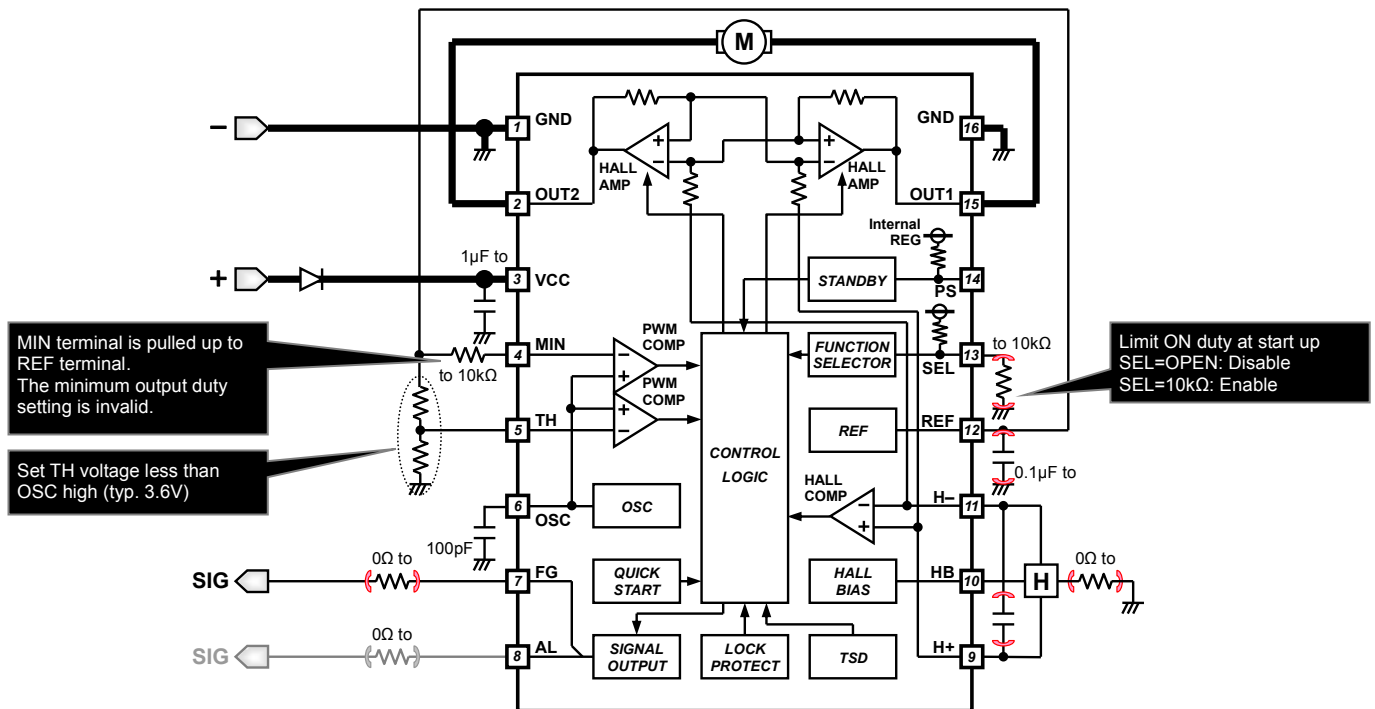 M
−
1
GND
GND
16
HALL
AMP
HALL
AMP
2
OUT2
OUT1
15
Internal
REG
+
1µF to
3
VCC
STANDBY
14
PS
MIN terminal is pulled up to
REF terminal.
The minimum output duty
setting is invalid.
4
MIN
to 10kΩ
PWM
COMP
PWM
COMP
FUNCTION
SELECTOR
13
SEL
to 10kΩ
Limit ON duty at start up
SEL=OPEN: Disable
SEL=10kΩ: Enable
5
TH
REF
REF
12
0.1µF to
Set TH voltage less than
OSC high (typ. 3.6V)
CONTROL
LOGIC
HALL
COMP
6
OSC
OSC
100pF
H−
11
SIG
0Ω to
7
FG
QUICK
START
HALL
BIAS
HB
10
H
0Ω to
SIG
0Ω to
8
AL
SIGNAL
OUTPUT
LOCK
PROTECT
TSD
H+
9